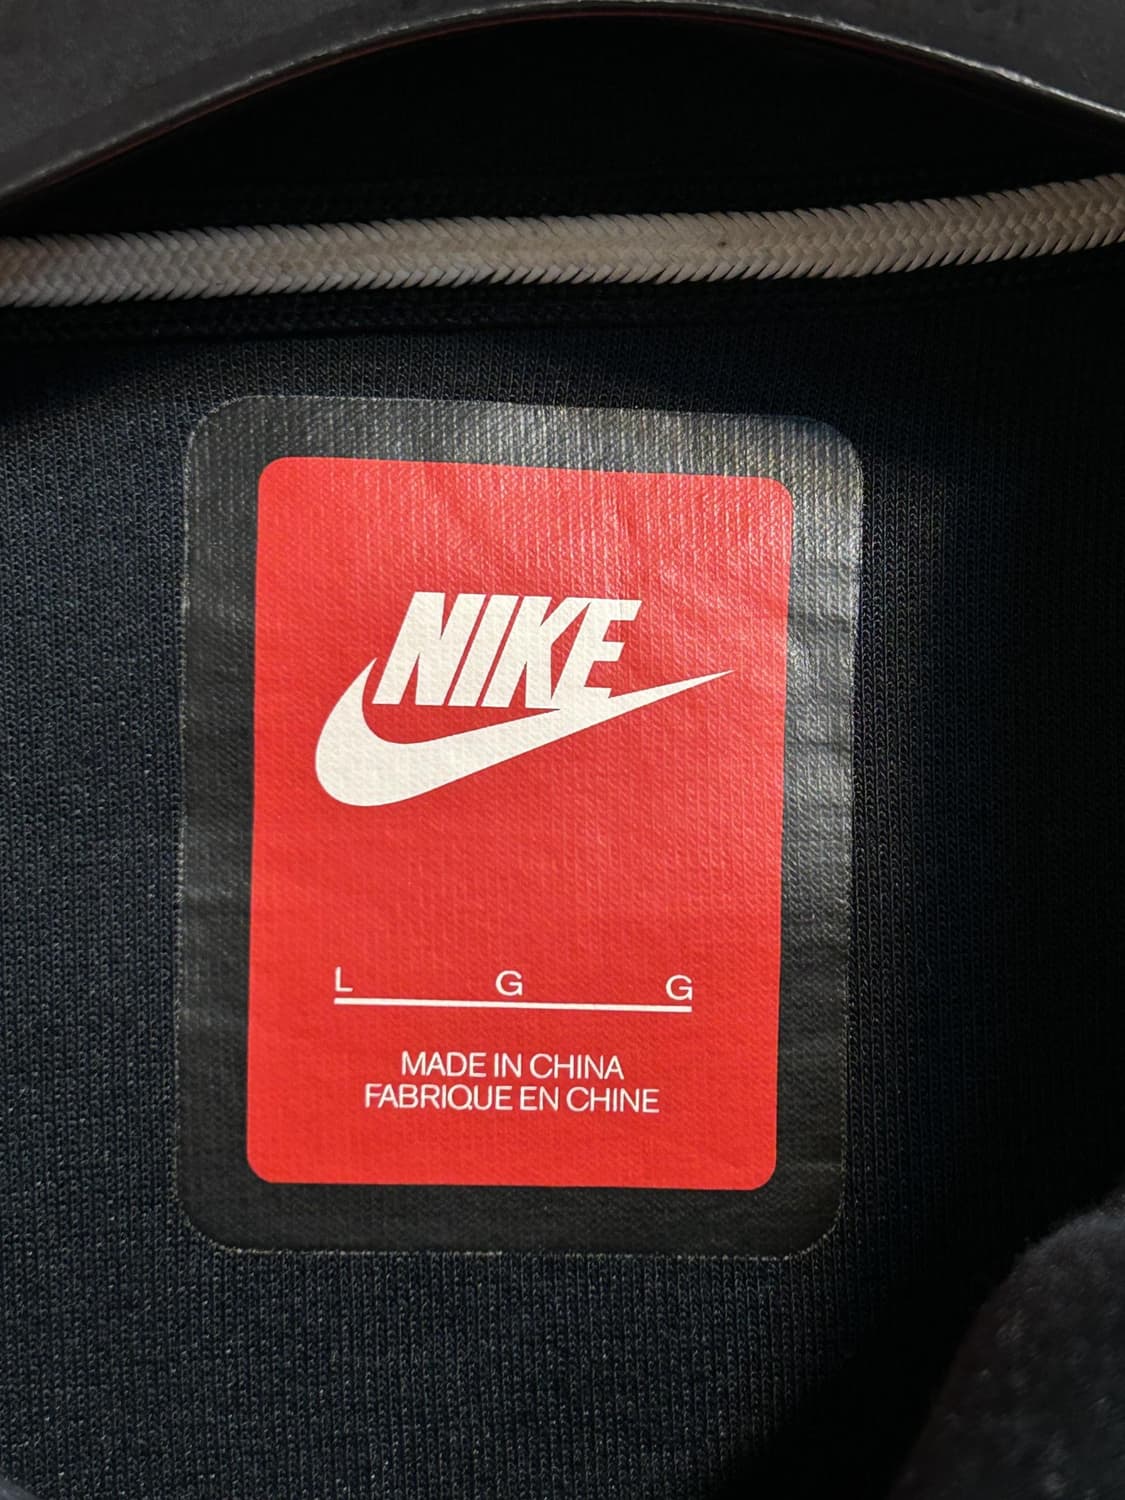 NIKE
L G G
MADE IN CHINA
FABRIQUE EN CHINE